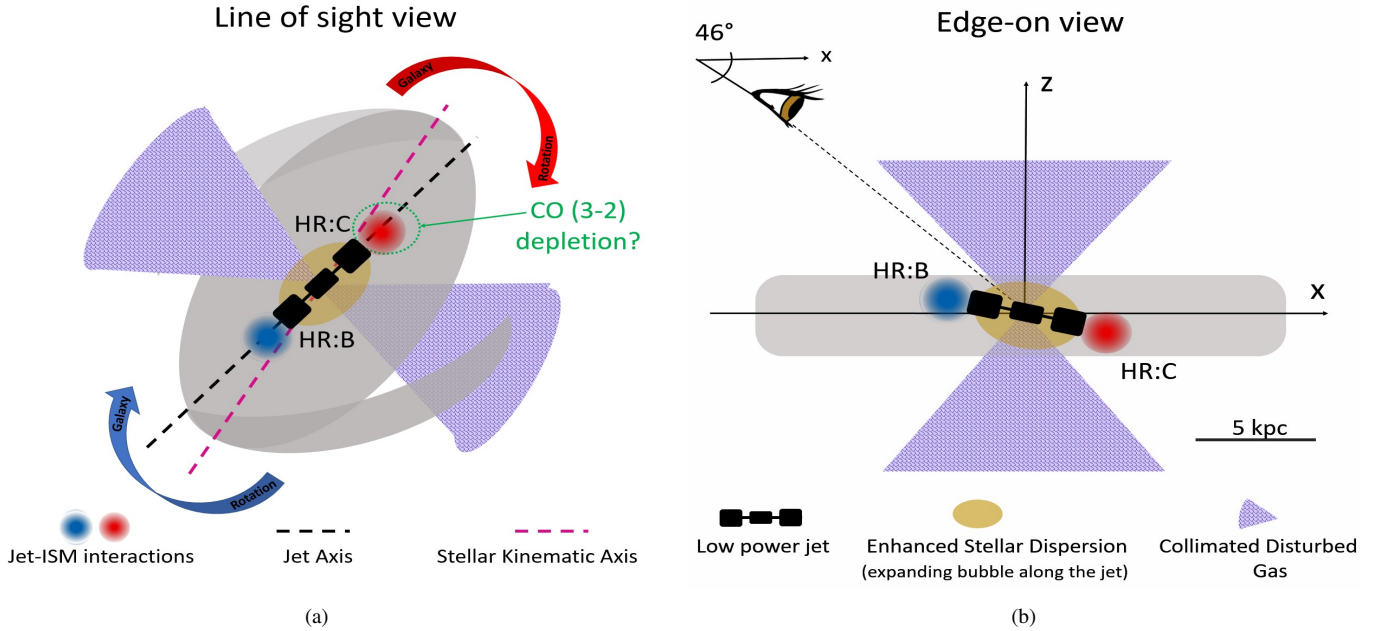 Line of sight view
Galaxy
Rotation
HR:C
CO (3-2)
depletion?
HR:B
Galaxy
Rotation
Jet-ISM interactions
Jet Axis
Stellar Kinematic Axis
(a)
Edge-on view
46°
x
z
HR:B
X
HR:C
5 kpc
Low power jet
Enhanced Stellar Dispersion
(expanding bubble along the jet)
Collimated Disturbed
Gas
(b)